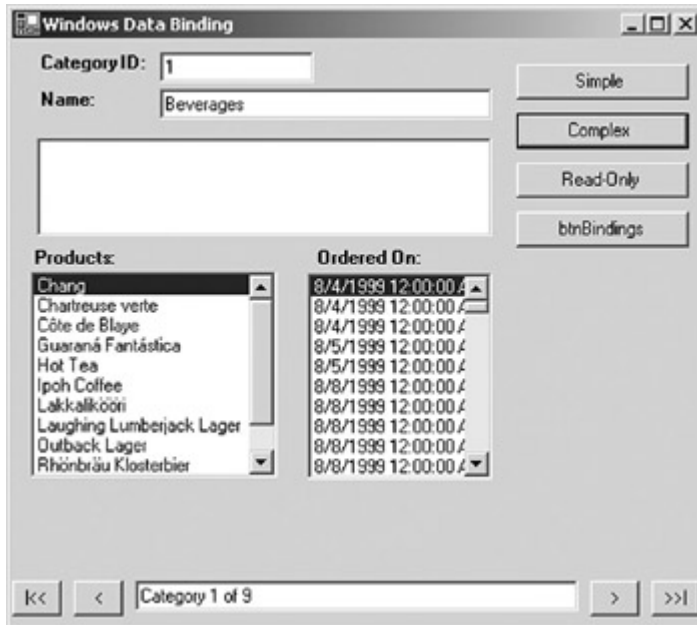 Windows Data Binding
Category ID: 1
Simple
Name: Beverages
Complex
Read-Only
btnBindings
Products:
Chang
Chartreuse verte
Côte de Blaye
Guaraná Fantástica
Hot Tea
Ipoh Coffee
Lakkalikööri
Laughing Lumberjack Lager
Outback Lager
Rhönbräu Klosterbier
Ordered On:
8/4/1999 12:00:00 A
8/4/1999 12:00:00 A
8/4/1999 12:00:00 A
8/5/1999 12:00:00 A
8/5/1999 12:00:00 A
8/8/1999 12:00:00 A
8/8/1999 12:00:00 A
8/8/1999 12:00:00 A
8/8/1999 12:00:00 A
8/8/1999 12:00:00 A
|<< < Category 1 of 9 > >>|